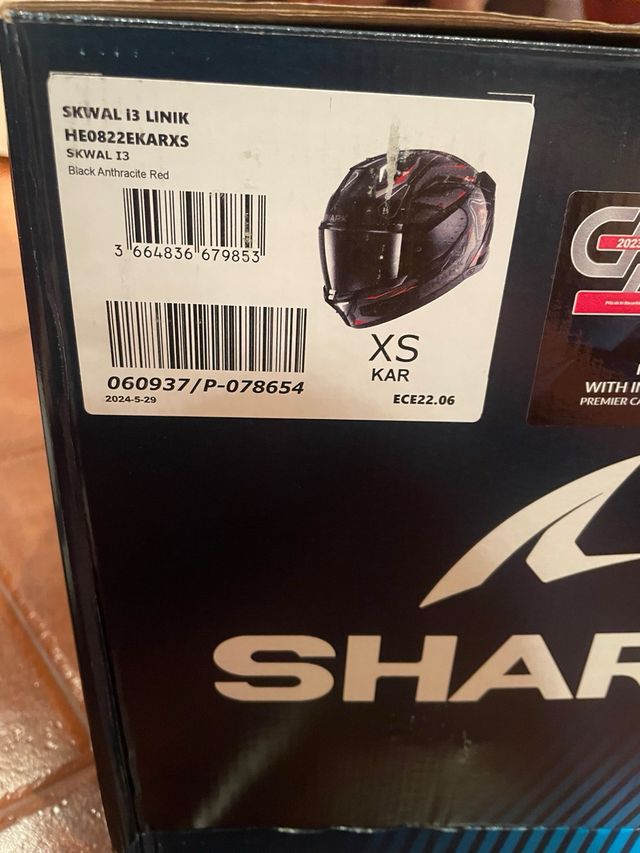 SKWAL i3 LINIK
HE0822EKARXS
SKWAL I3
Black Anthracite Red
3 664836 679853
060937/P-078654
2024-5-29
XS
KAR
ECE22.06
2023
WITH
PREMIER
SHAR